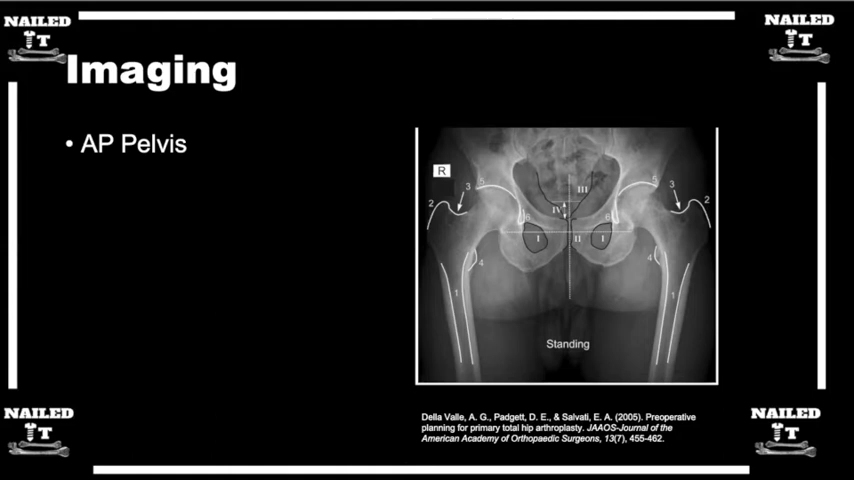 NAILED
IT
NAILED
IT
Imaging
• AP Pelvis
R
5
5
III
3
3
2
2
IV
6
6
I
II
I
4
4
1
1
Standing
Della Valle, A. G., Padgett, D. E., & Salvati, E. A. (2005). Preoperative
planning for primary total hip arthroplasty. JAAOS-Journal of the
American Academy of Orthopaedic Surgeons, 13(7), 455-462.
NAILED
IT
NAILED
IT